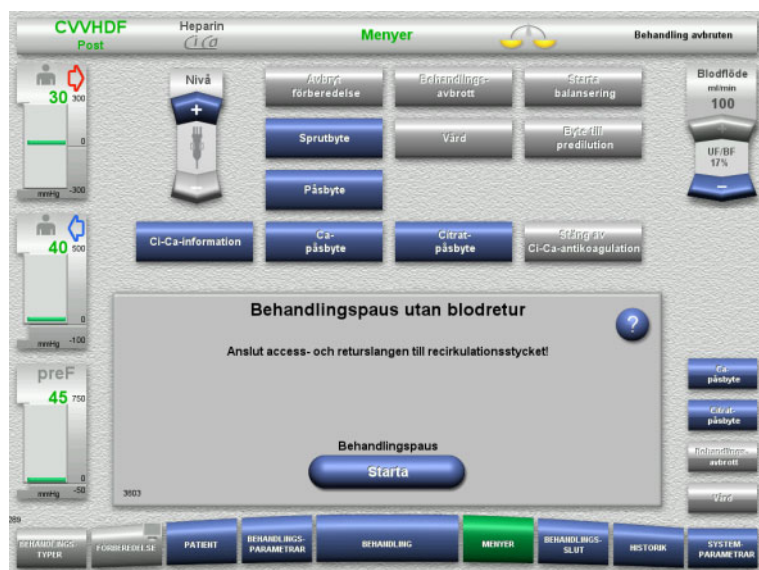 CVVHDF
Post
Heparin
Ci Ca
Menyer
Behandling avbruten
30
300
0
mmHg
-300
40
500
0
mmHg
-100
preF
45
750
0
mmHg
-50
Nivå
+
−
Avbryt
förberedelse
Behandlings-
avbrott
Starta
balansering
Sprutbyte
Vård
Byte till
predilution
Påsbyte
Ci-Ca-information
Ca-
påsbyte
Citrat-
påsbyte
Stäng av
Ci-Ca-antikoagulation
Blodflöde
ml/min
100
+
UF/BF
17%
−
Behandlingspaus utan blodretur
?
Anslut access- och returslangen till recirkulationsstycket!
Behandlingspaus
Starta
3603
Ca-
påsbyte
Citrat-
påsbyte
Behandlings-
avbrott
Vård
BEHANDLINGS-
TYPER
FÖRBEREDELSE
PATIENT
BEHANDLINGS-
PARAMETRAR
BEHANDLING
MENYER
BEHANDLINGS-
SLUT
HISTORIK
SYSTEM-
PARAMETRAR